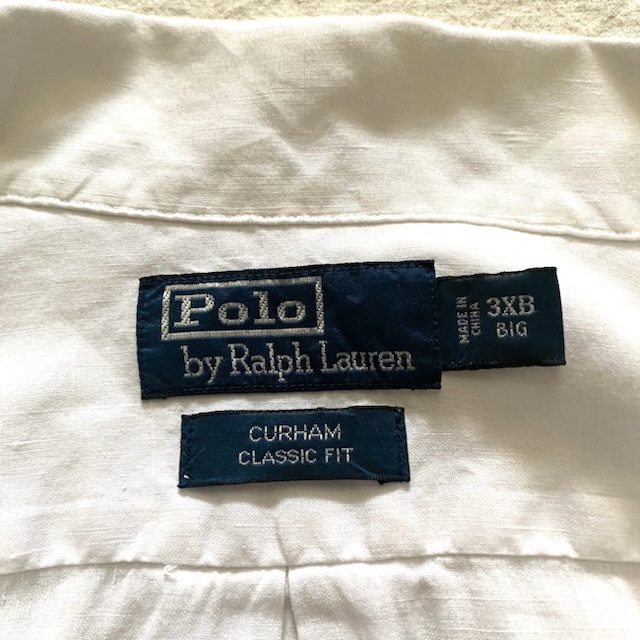 Polo
by Ralph Lauren
MADE IN
CHINA
3XB
BIG
CURHAM
CLASSIC FIT